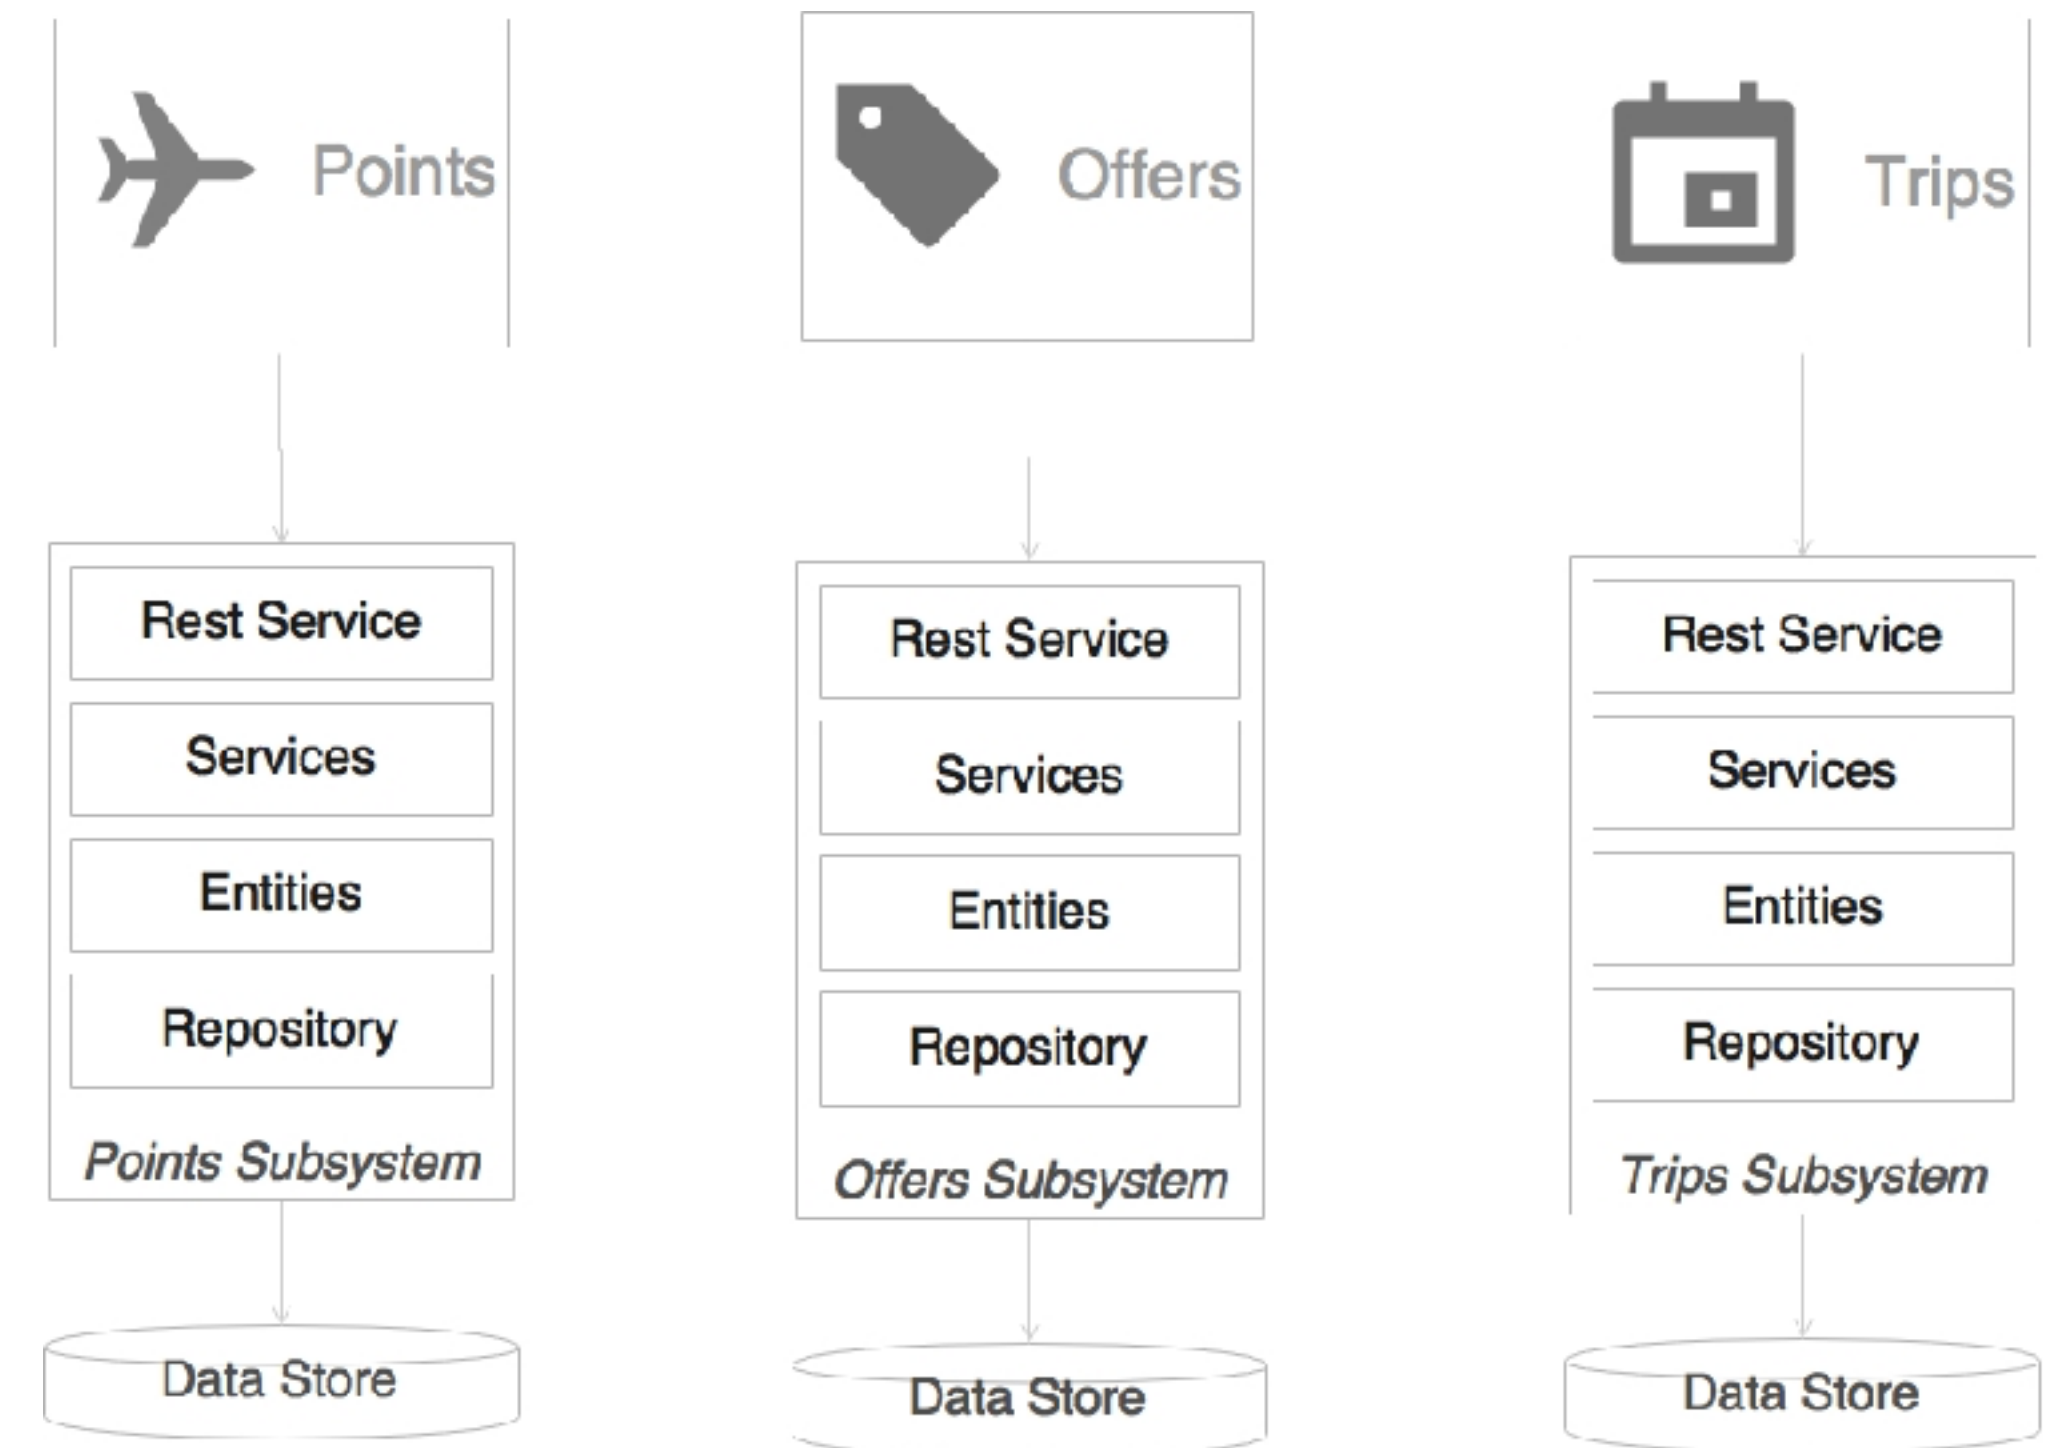 Points
Offers
Trips
Rest Service
Services
Entities
Repository
Points Subsystem
Data Store
Rest Service
Services
Entities
Repository
Offers Subsystem
Data Store
Rest Service
Services
Entities
Repository
Trips Subsystem
Data Store